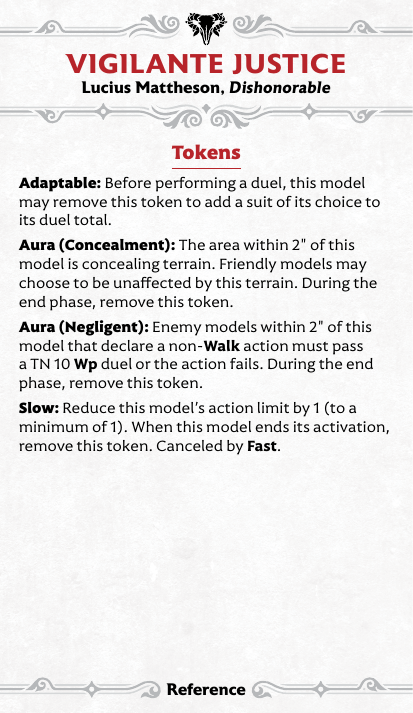 VIGILANTE JUSTICE
Lucius Mattheson, Dishonorable
Tokens
Adaptable: Before performing a duel, this model
may remove this token to add a suit of its choice to
its duel total.
Aura (Concealment): The area within 2" of this
model is concealing terrain. Friendly models may
choose to be unaffected by this terrain. During the
end phase, remove this token.
Aura (Negligent): Enemy models within 2" of this
model that declare a non-Walk action must pass
a TN 10 Wp duel or the action fails. During the end
phase, remove this token.
Slow: Reduce this model's action limit by 1 (to a
minimum of 1). When this model ends its activation,
remove this token. Canceled by Fast.
Reference